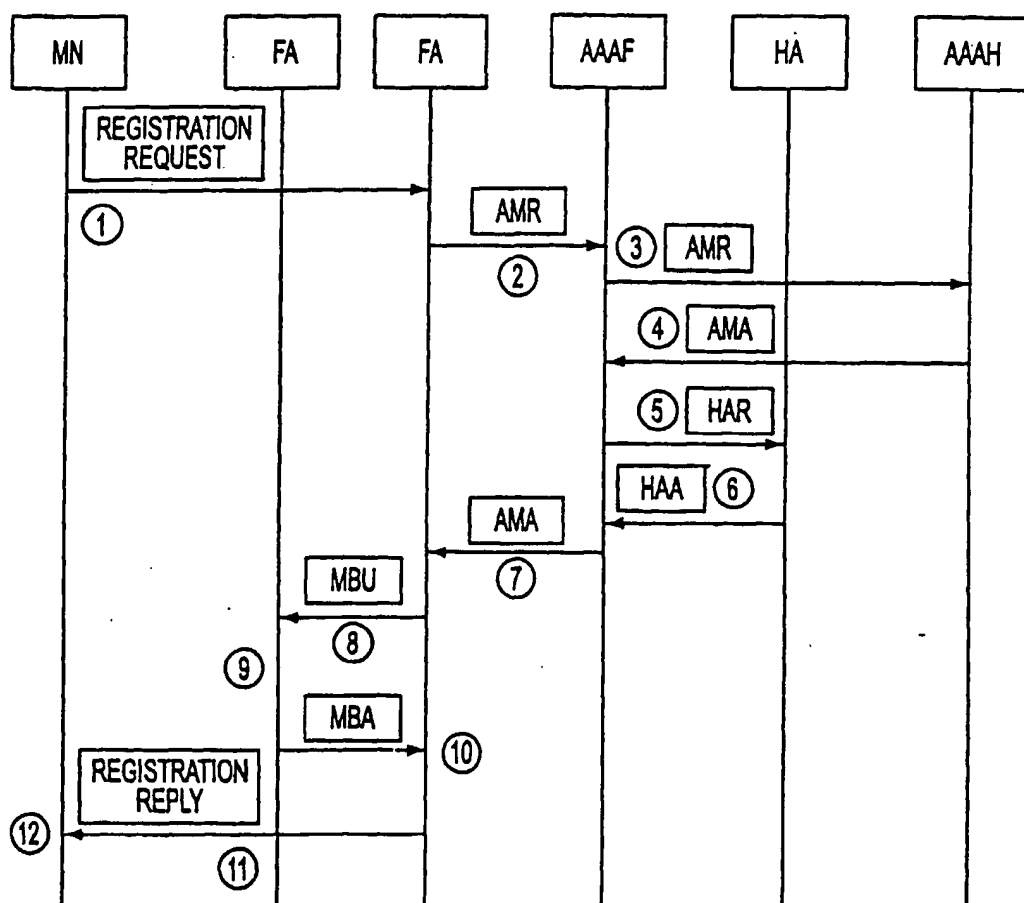 MN
FA
FA
AAAF
HA
AAAH
REGISTRATION
REQUEST
1
AMR
2
3
AMR
4
AMA
5
HAR
HAA
6
AMA
7
MBU
8
9
MBA
10
REGISTRATION
REPLY
12
11